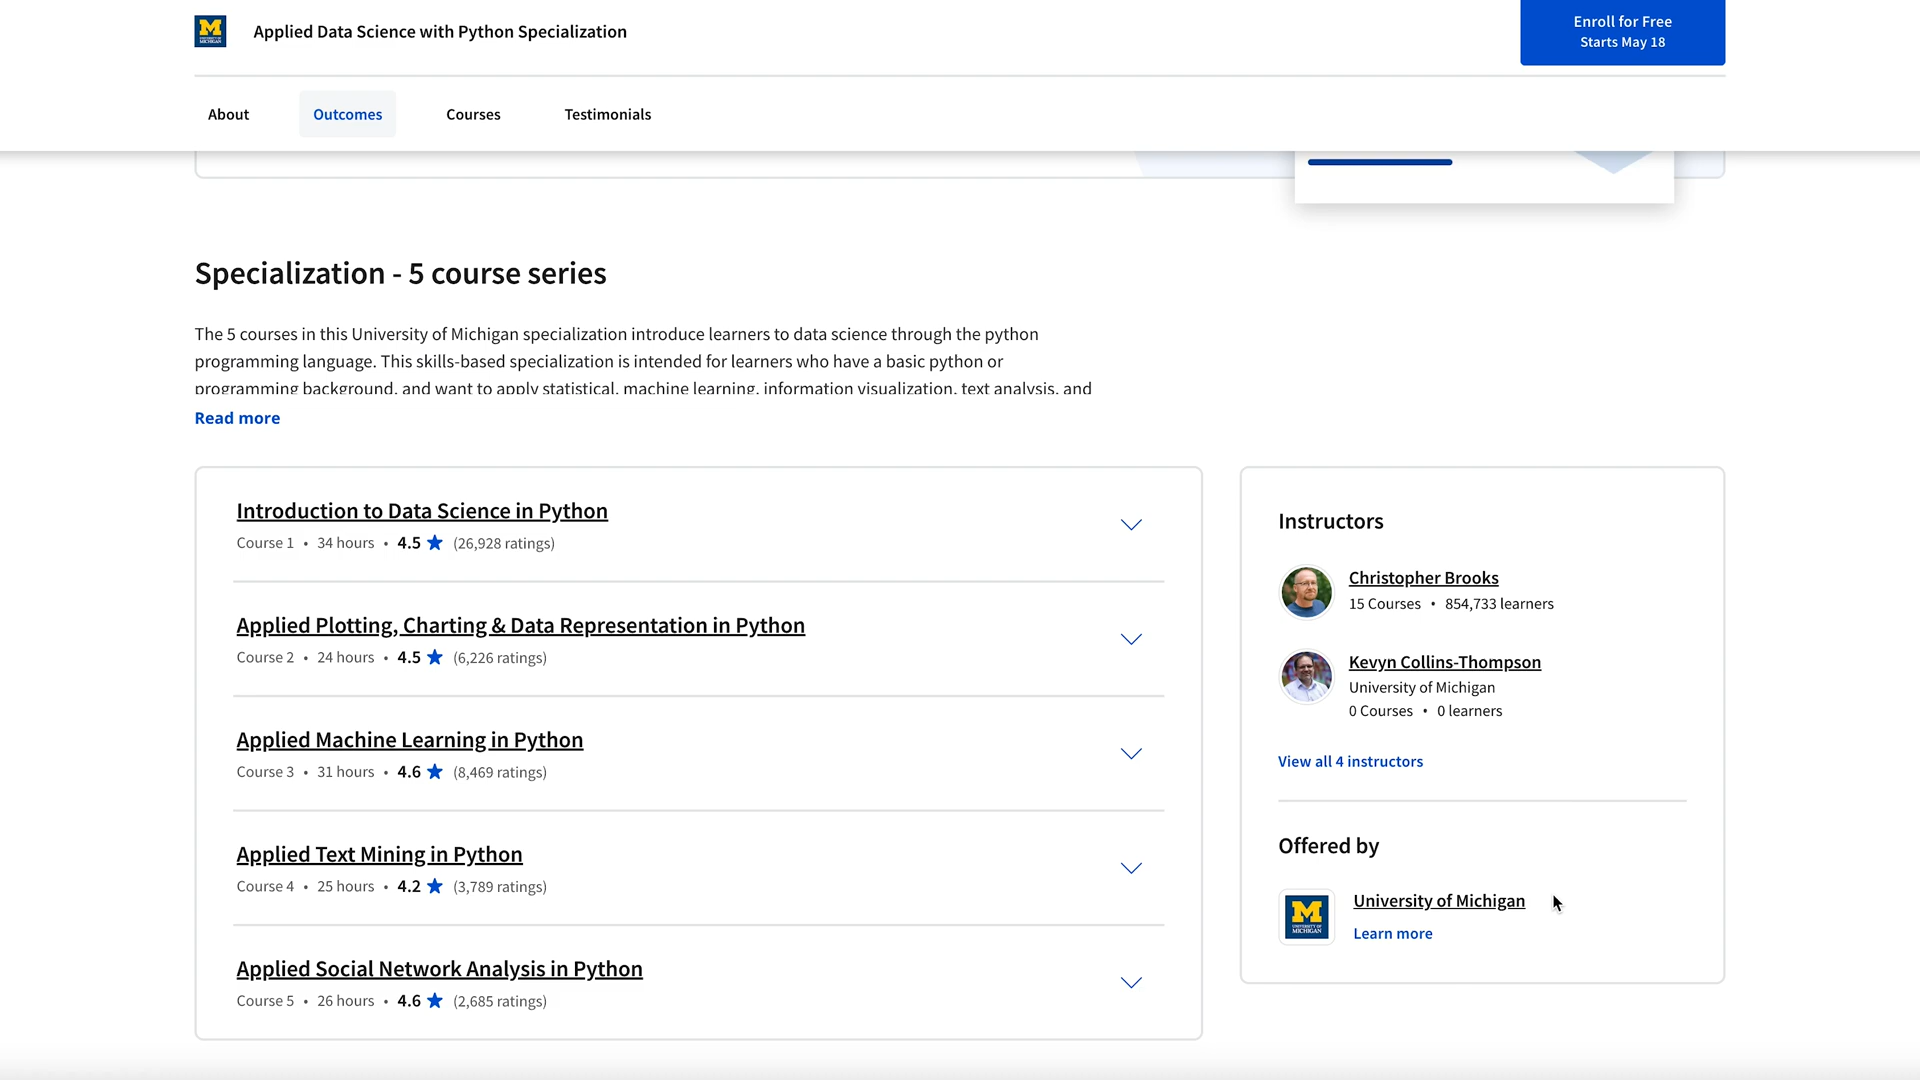 Applied Data Science with Python Specialization
Enroll for Free
Starts May 18
About
Outcomes
Courses
Testimonials
Specialization - 5 course series
The 5 courses in this University of Michigan specialization introduce learners to data science through the python
programming language. This skills-based specialization is intended for learners who have a basic python or
programming background, and want to apply statistical, machine learning, information visualization, text analysis, and
Read more
Introduction to Data Science in Python
Course 1 • 34 hours • 4.5 ★ (26,928 ratings)
Applied Plotting, Charting & Data Representation in Python
Course 2 • 24 hours • 4.5 ★ (6,226 ratings)
Applied Machine Learning in Python
Course 3 • 31 hours • 4.6 ★ (8,469 ratings)
Applied Text Mining in Python
Course 4 • 25 hours • 4.2 ★ (3,789 ratings)
Applied Social Network Analysis in Python
Course 5 • 26 hours • 4.6 ★ (2,685 ratings)
Instructors
Christopher Brooks
15 Courses • 854,733 learners
Kevyn Collins-Thompson
University of Michigan
0 Courses • 0 learners
View all 4 instructors
Offered by
M
UNIVERSITY OF
MICHIGAN
University of Michigan
Learn more